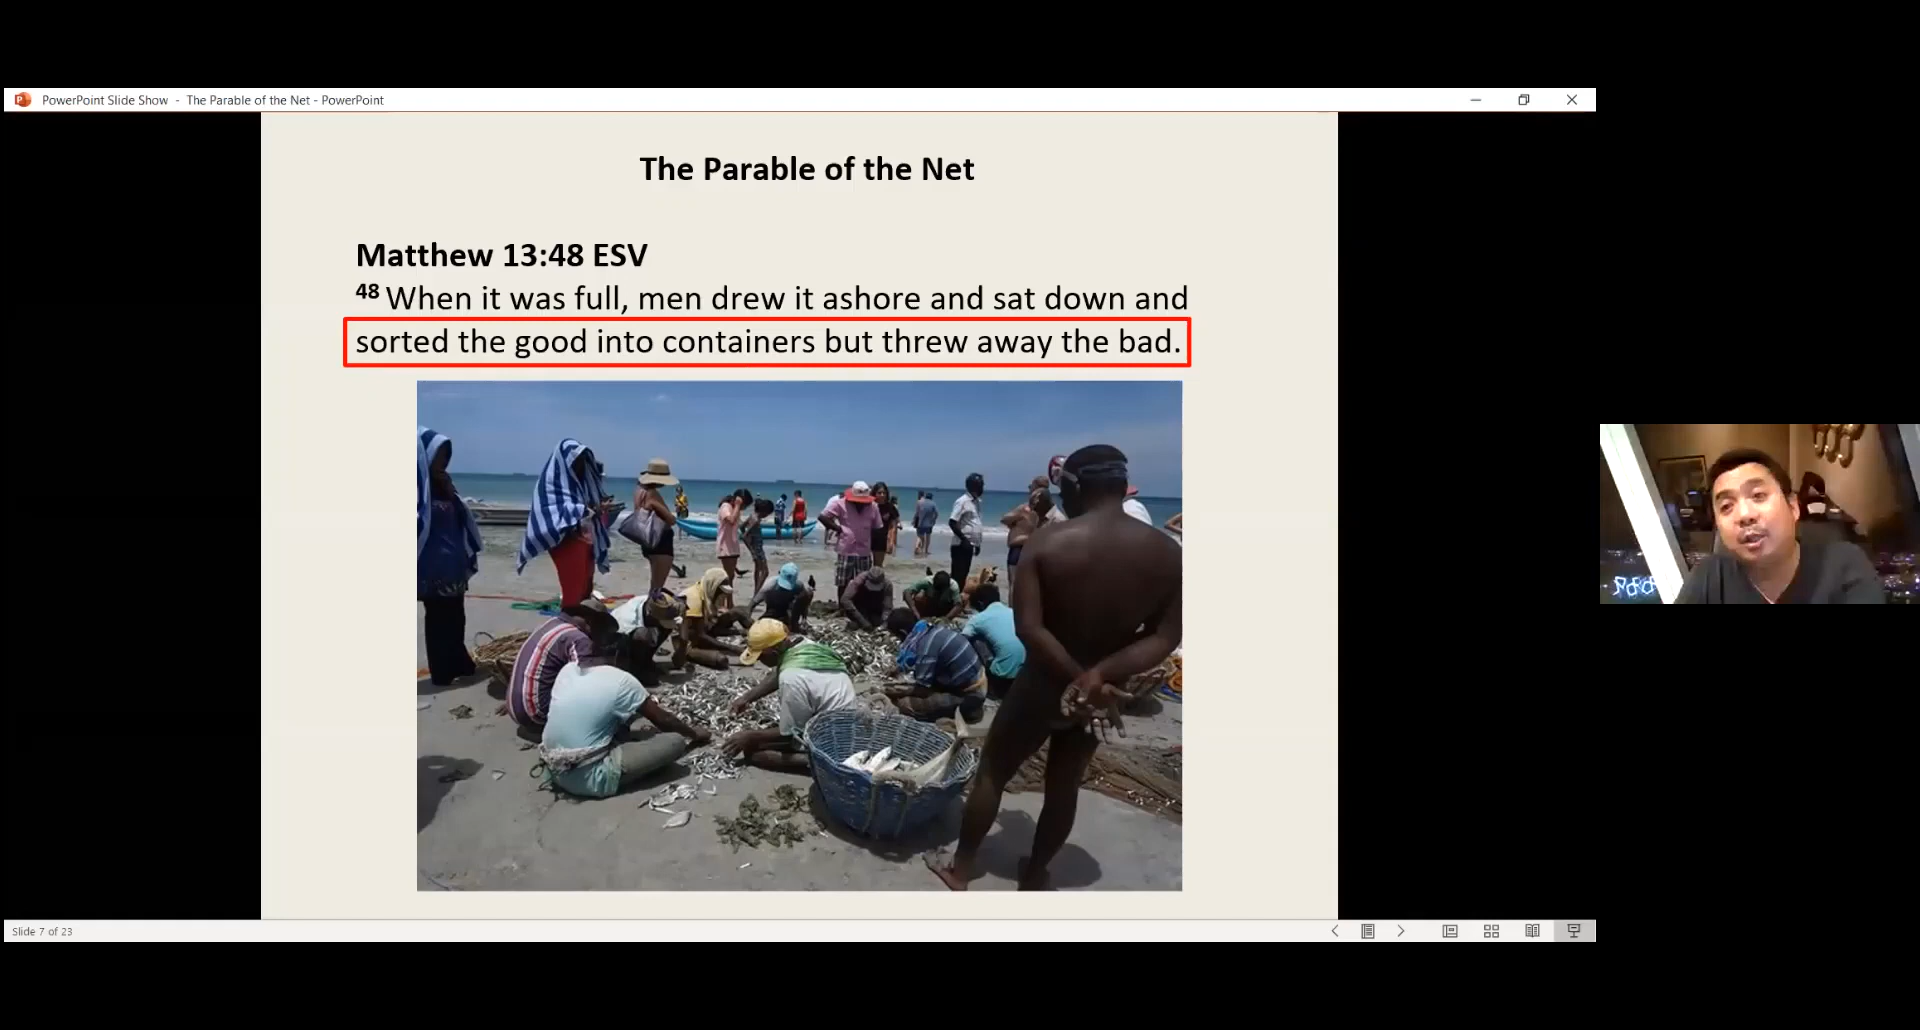 PowerPoint Slide Show - The Parable of the Net - PowerPoint
The Parable of the Net
Matthew 13:48 ESV
48 When it was full, men drew it ashore and sat down and
sorted the good into containers but threw away the bad.
Slide 7 of 23